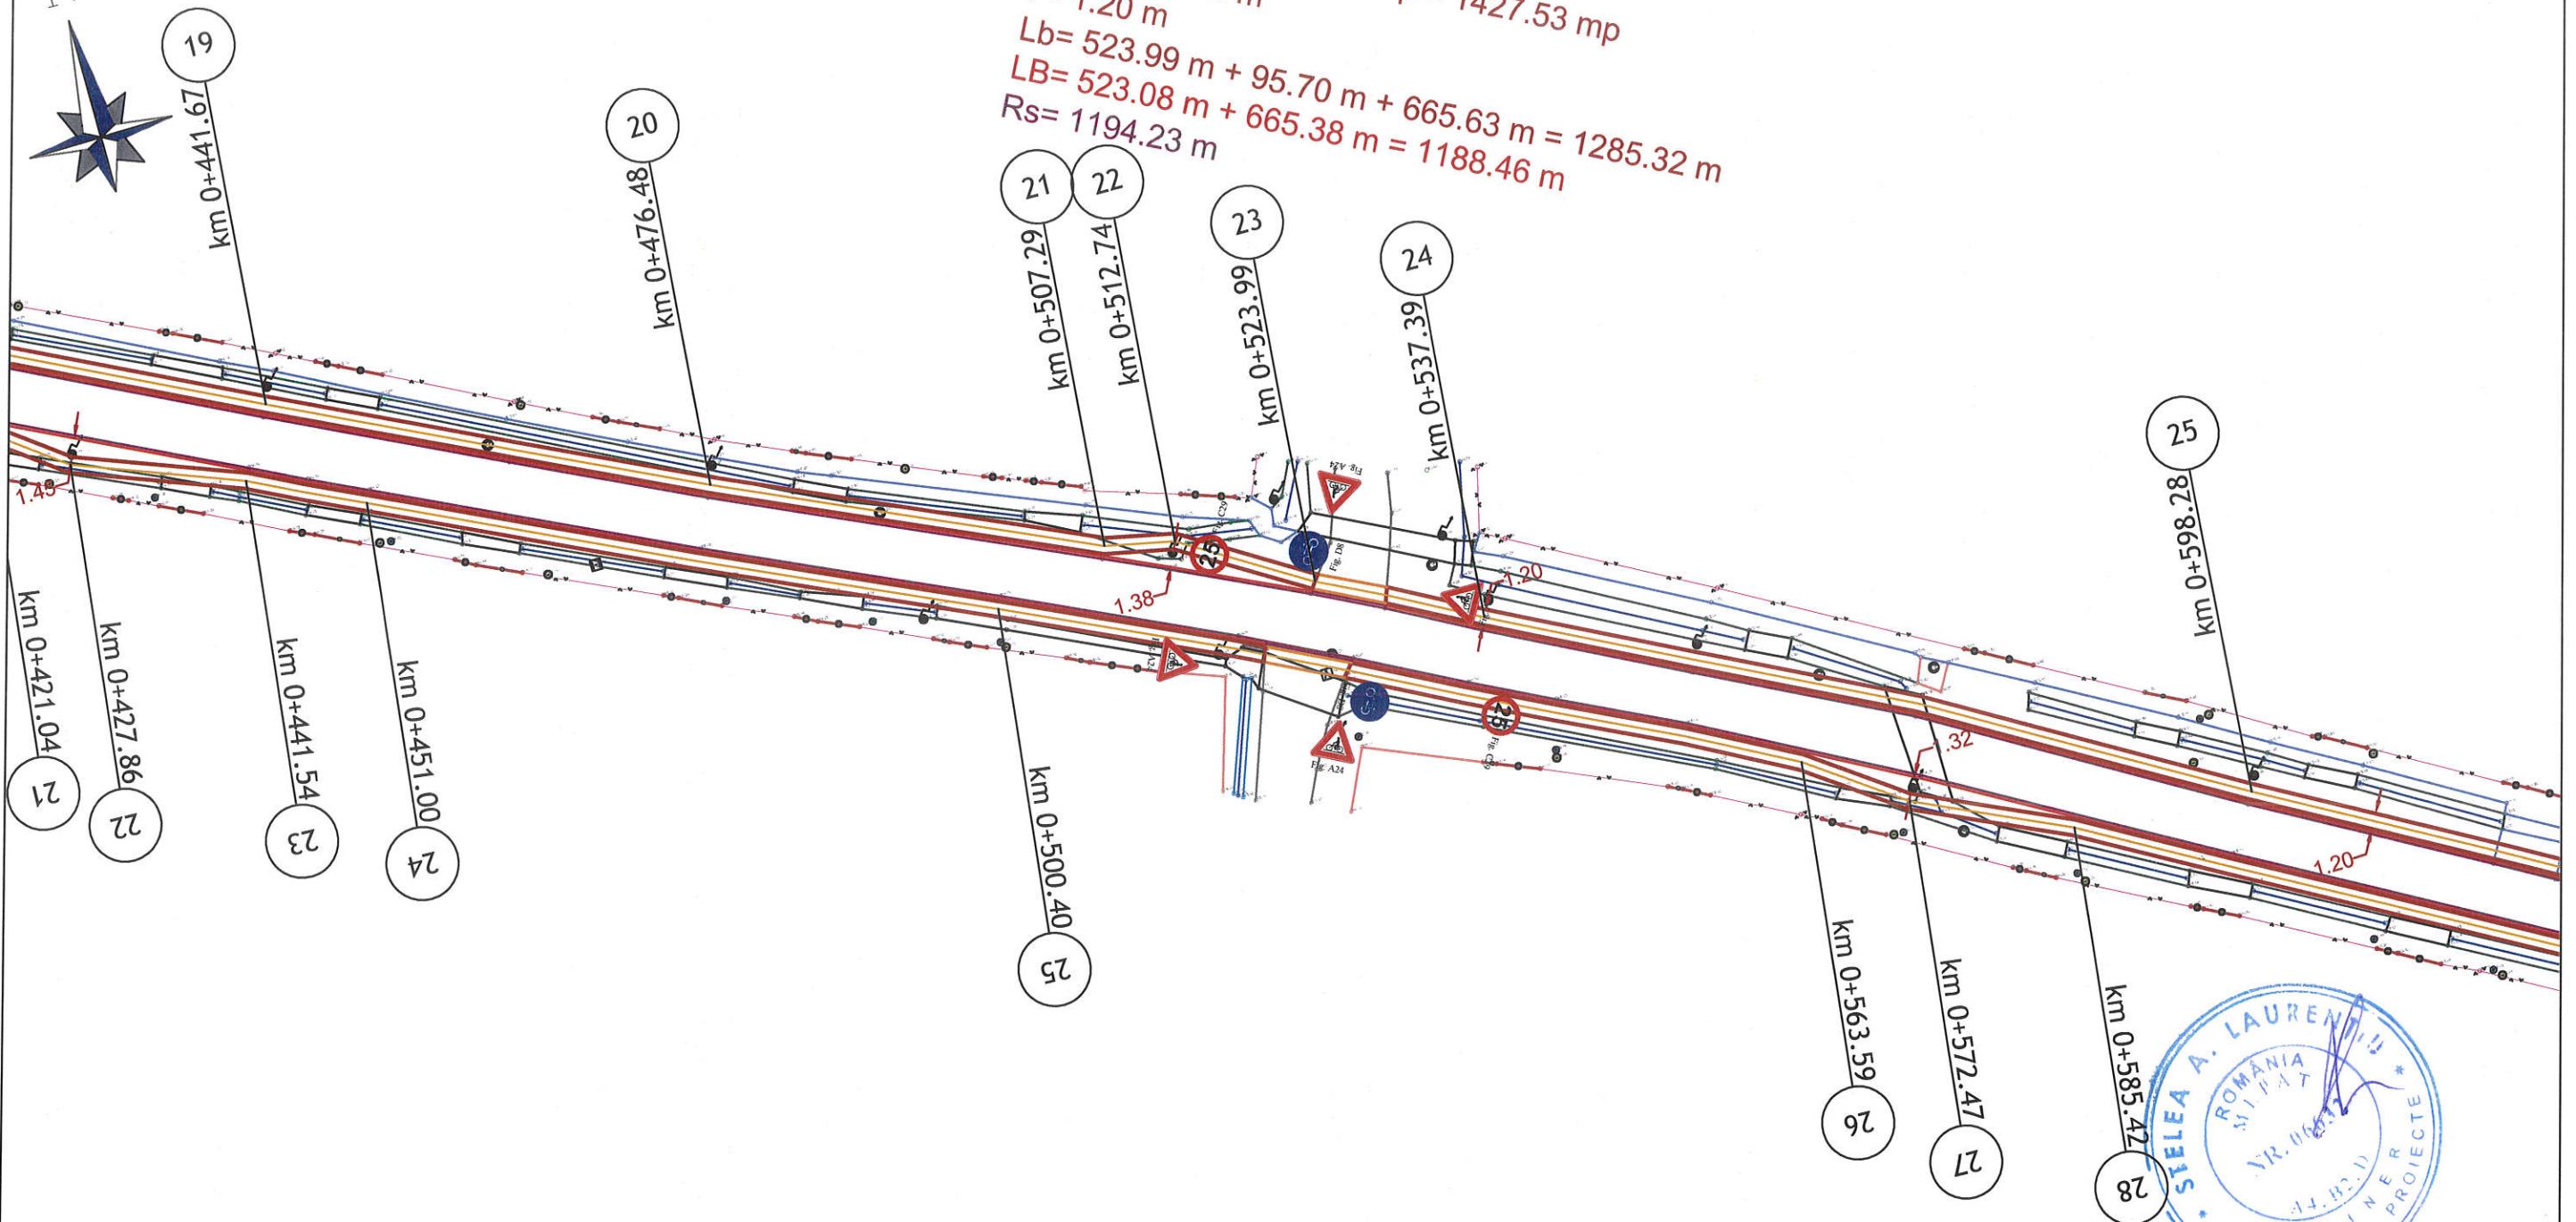 1427.53 mp
1.20 m
Lb= 523.99 m + 95.70 m + 665.63 m = 1285.32 m
LB= 523.08 m + 665.38 m = 1188.46 m
Rs= 1194.23 m
19
km 0+441.67
20
km 0+476.48
21
km 0+507.29
22
km 0+512.74
23
km 0+523.99
24
km 0+537.39
25
km 0+598.28
Fig. A24
Fig. C29
25
Fig. D8
1.20
1.38
1.45
Fig. A24
25
Fig. A24
.32
1.20
km 0+421.04
21
km 0+427.86
22
km 0+441.54
23
km 0+451.00
24
km 0+500.40
25
km 0+563.59
26
km 0+572.47
27
km 0+585.42
28
* STELEA A. LAURENȚIU *
ROMÂNIA
PROIECTE